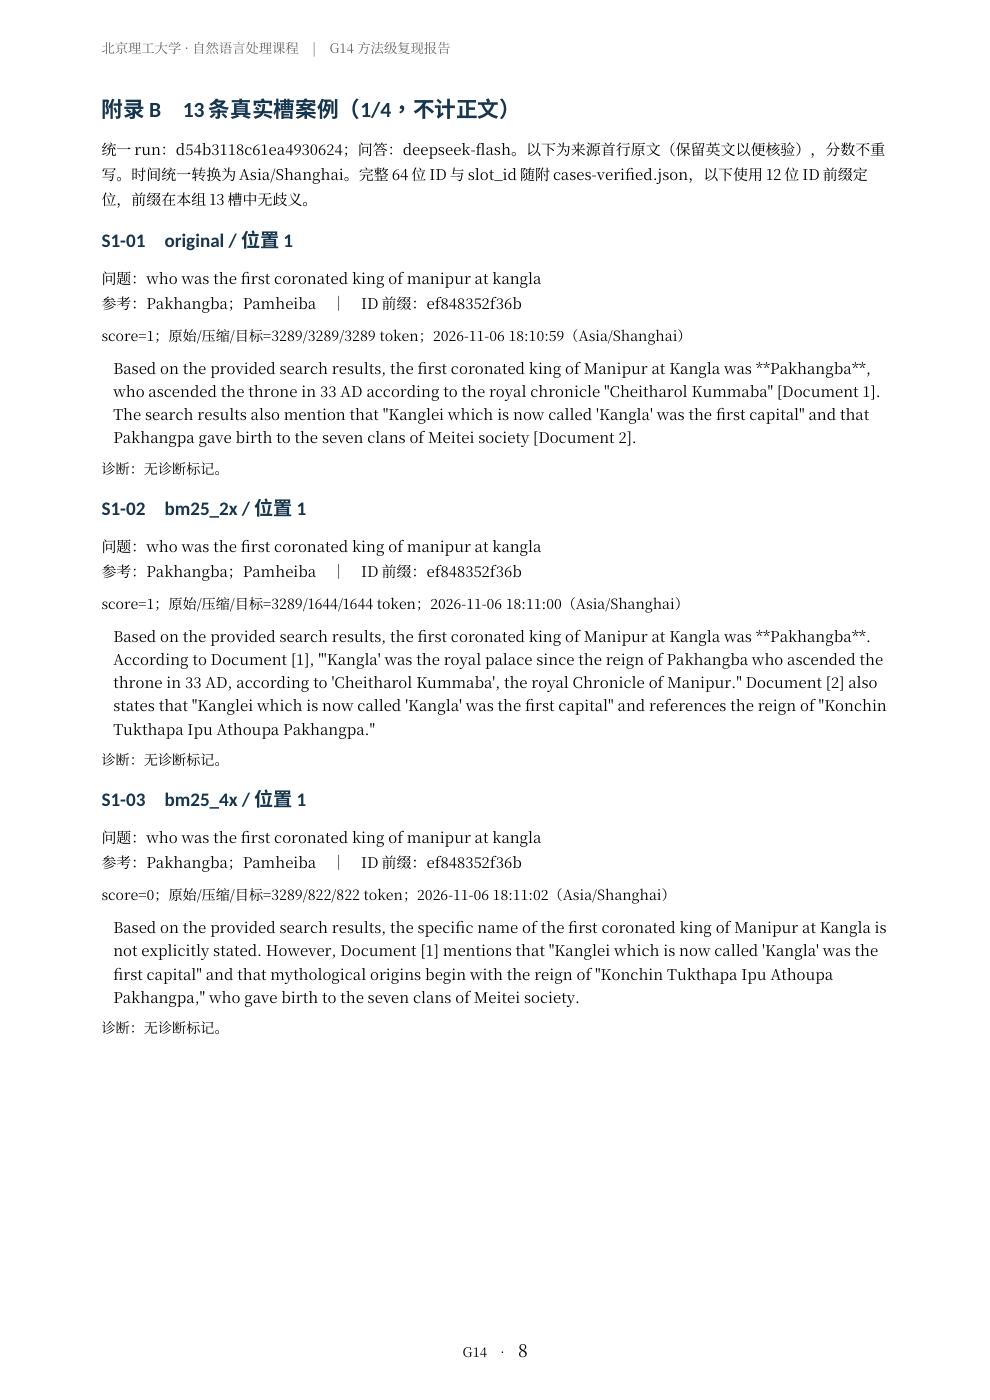 北京理工大学 · 自然语言处理课程 | G14 方法级复现报告
附录 B 13 条真实槽案例（1/4，不计正文）
统一 run：d54b3118c61ea4930624；问答：deepseek-flash。以下为来源首行原文（保留英文以便核验），分数不重
写。时间统一转换为 Asia/Shanghai。完整 64 位 ID 与 slot_id 随附 cases-verified.json，以下使用 12 位 ID 前缀定
位，前缀在本组 13 槽中无歧义。
S1-01 original / 位置 1
问题：who was the first coronated king of manipur at kangla
参考：Pakhangba；Pamheiba | ID 前缀：ef848352f36b
score=1；原始/压缩/目标=3289/3289/3289 token；2026-11-06 18:10:59（Asia/Shanghai）
Based on the provided search results, the first coronated king of Manipur at Kangla was **Pakhangba**,
who ascended the throne in 33 AD according to the royal chronicle "Cheitharol Kummaba" [Document 1].
The search results also mention that "Kanglei which is now called 'Kangla' was the first capital" and that
Pakhangpa gave birth to the seven clans of Meitei society [Document 2].
诊断：无诊断标记。
S1-02 bm25_2x / 位置 1
问题：who was the first coronated king of manipur at kangla
参考：Pakhangba；Pamheiba | ID 前缀：ef848352f36b
score=1；原始/压缩/目标=3289/1644/1644 token；2026-11-06 18:11:00（Asia/Shanghai）
Based on the provided search results, the first coronated king of Manipur at Kangla was **Pakhangba**.
According to Document [1], "'Kangla' was the royal palace since the reign of Pakhangba who ascended the
throne in 33 AD, according to 'Cheitharol Kummaba', the royal Chronicle of Manipur." Document [2] also
states that "Kanglei which is now called 'Kangla' was the first capital" and references the reign of "Konchin
Tukthapa Ipu Athoupa Pakhangpa."
诊断：无诊断标记。
S1-03 bm25_4x / 位置 1
问题：who was the first coronated king of manipur at kangla
参考：Pakhangba；Pamheiba | ID 前缀：ef848352f36b
score=0；原始/压缩/目标=3289/822/822 token；2026-11-06 18:11:02（Asia/Shanghai）
Based on the provided search results, the specific name of the first coronated king of Manipur at Kangla is
not explicitly stated. However, Document [1] mentions that "Kanglei which is now called 'Kangla' was the
first capital" and that mythological origins begin with the reign of "Konchin Tukthapa Ipu Athoupa
Pakhangpa," who gave birth to the seven clans of Meitei society.
诊断：无诊断标记。
G14 · 8